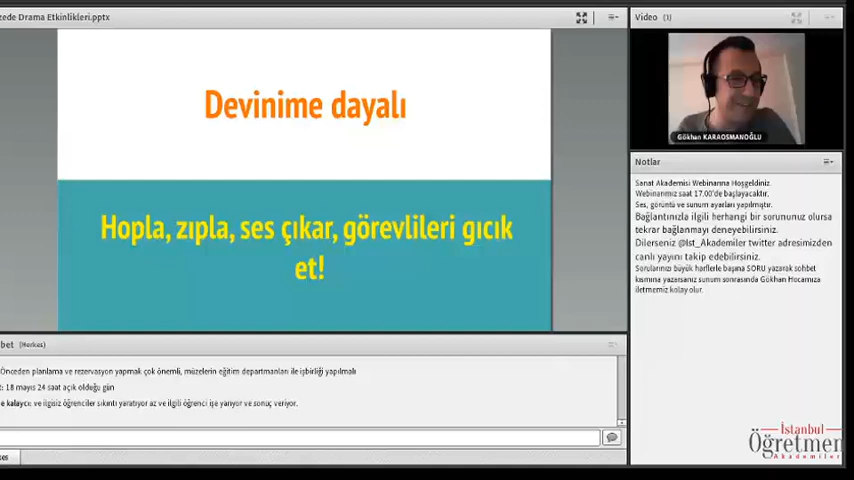 zede Drama Etkinlikleri.pptx
Devinime dayalı
Hopla, zıpla, ses çıkar, görevlileri gıcık
et!
bet (Herkes)
Önceden planlama ve rezervasyon yapmak çok önemli, müzelerin eğitim departmanları ile işbirliği yapılmalı
: 18 mayıs 24 saat açık olduğu gün
e kalaycı: ve ilgisiz öğrenciler sıkıntı yaratıyor az ve ilgili öğrenci işe yarıyor ve sonuç veriyor.
Video (1)
Gökhan KARAOSMANOĞLU
Notlar
Sanat Akademisi Webinarına Hoşgeldiniz
Webinarımız saat 17.00'de başlayacaktır.
Ses, görüntü ve sunum ayarları yapılmıştır.
Bağlantınızla ilgili herhangi bir sorununuz olursa
tekrar bağlanmayı deneyebilirsiniz.
Dilerseniz @İst_Akademiler twitter adresimizden
canlı yayını takip edebilirsiniz.
Sorularınızı büyük harflerle başına SORU yazarak sohbet
kısmına yazarsanız sunum sonrasında Gökhan Hocamıza
iletmemiz kolay olur.
İstanbul
Öğretmen
Akademiler